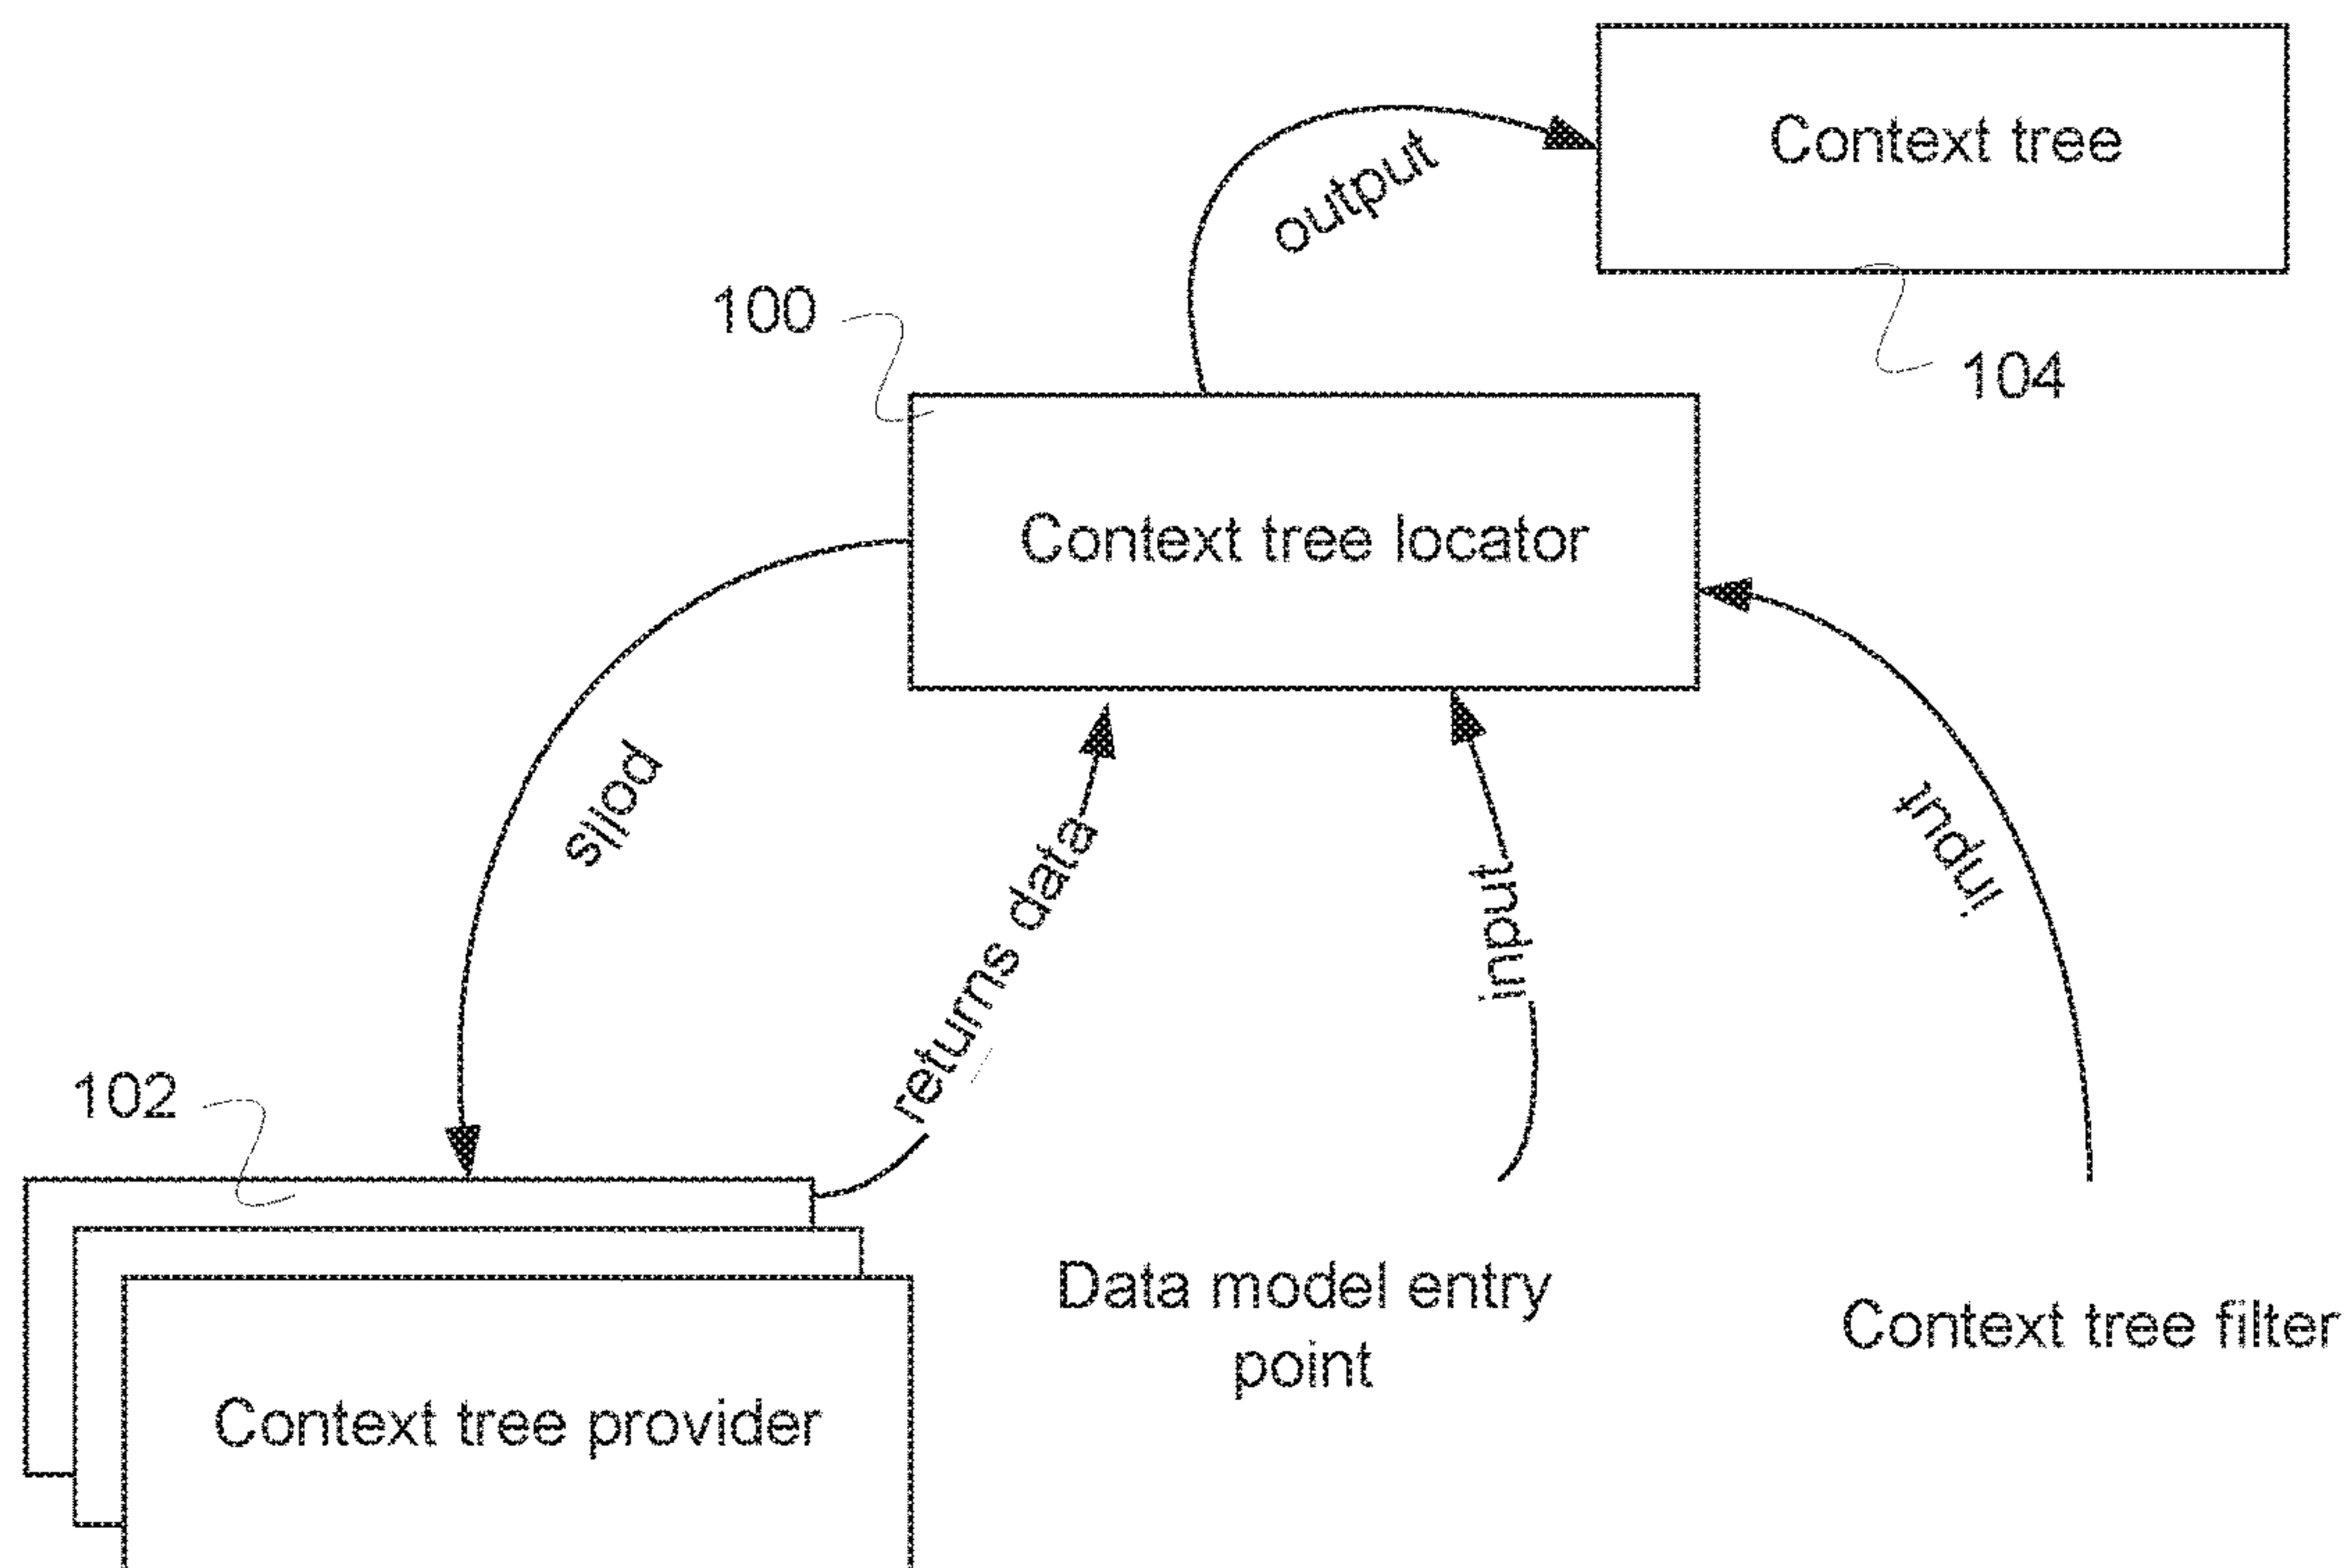 Context tree
output
100
104
Context tree locator
polls
input
returns data
input
102
Data model entry
point
Context tree filter
Context tree provider